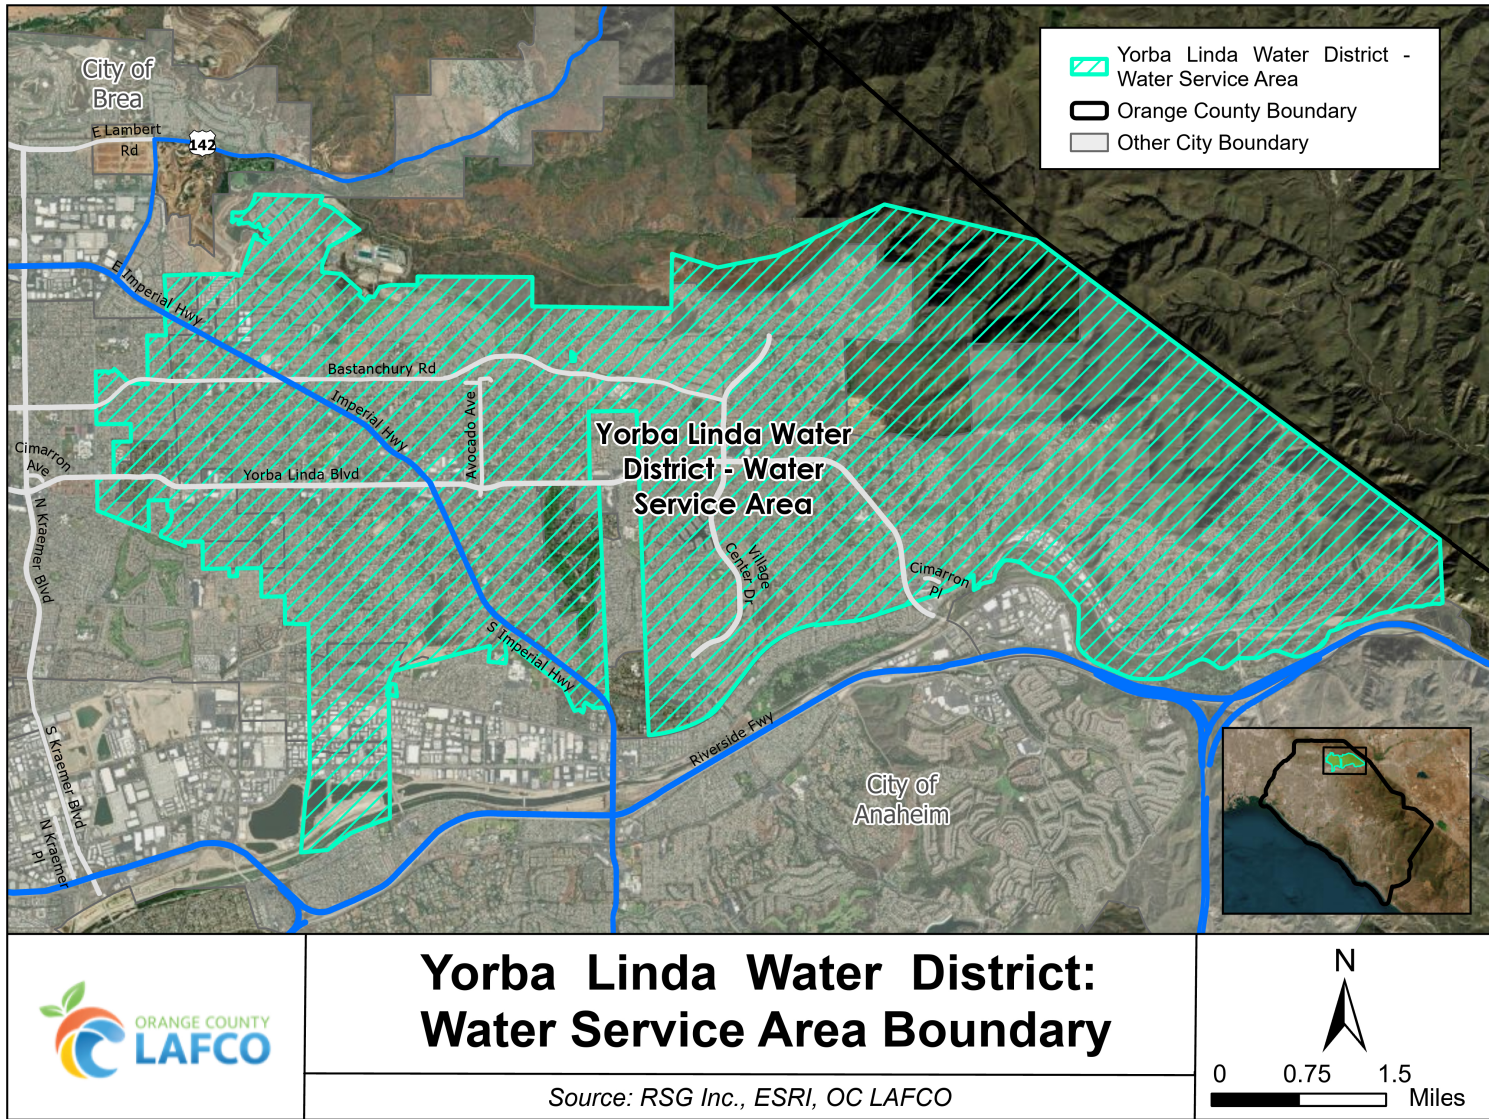 City of
Brea
E Lambert
Rd
142
Yorba Linda Water District -
Water Service Area
Orange County Boundary
Other City Boundary
E Imperial Hwy
Bastanchury Rd
Imperial Hwy
Avocado Ave
Cimarron
Ave
Yorba Linda Blvd
Yorba Linda Water
District - Water
Service Area
N Kraemer Blvd
Village
Center Dr
Cimarron
Pl
S Imperial Hwy
Riverside Fwy
S Kraemer Blvd
City of
Anaheim
N Kraemer
Pl
ORANGE COUNTY
LAFCO
Yorba Linda Water District:
Water Service Area Boundary
Source: RSG Inc., ESRI, OC LAFCO
N
0 0.75 1.5
Miles